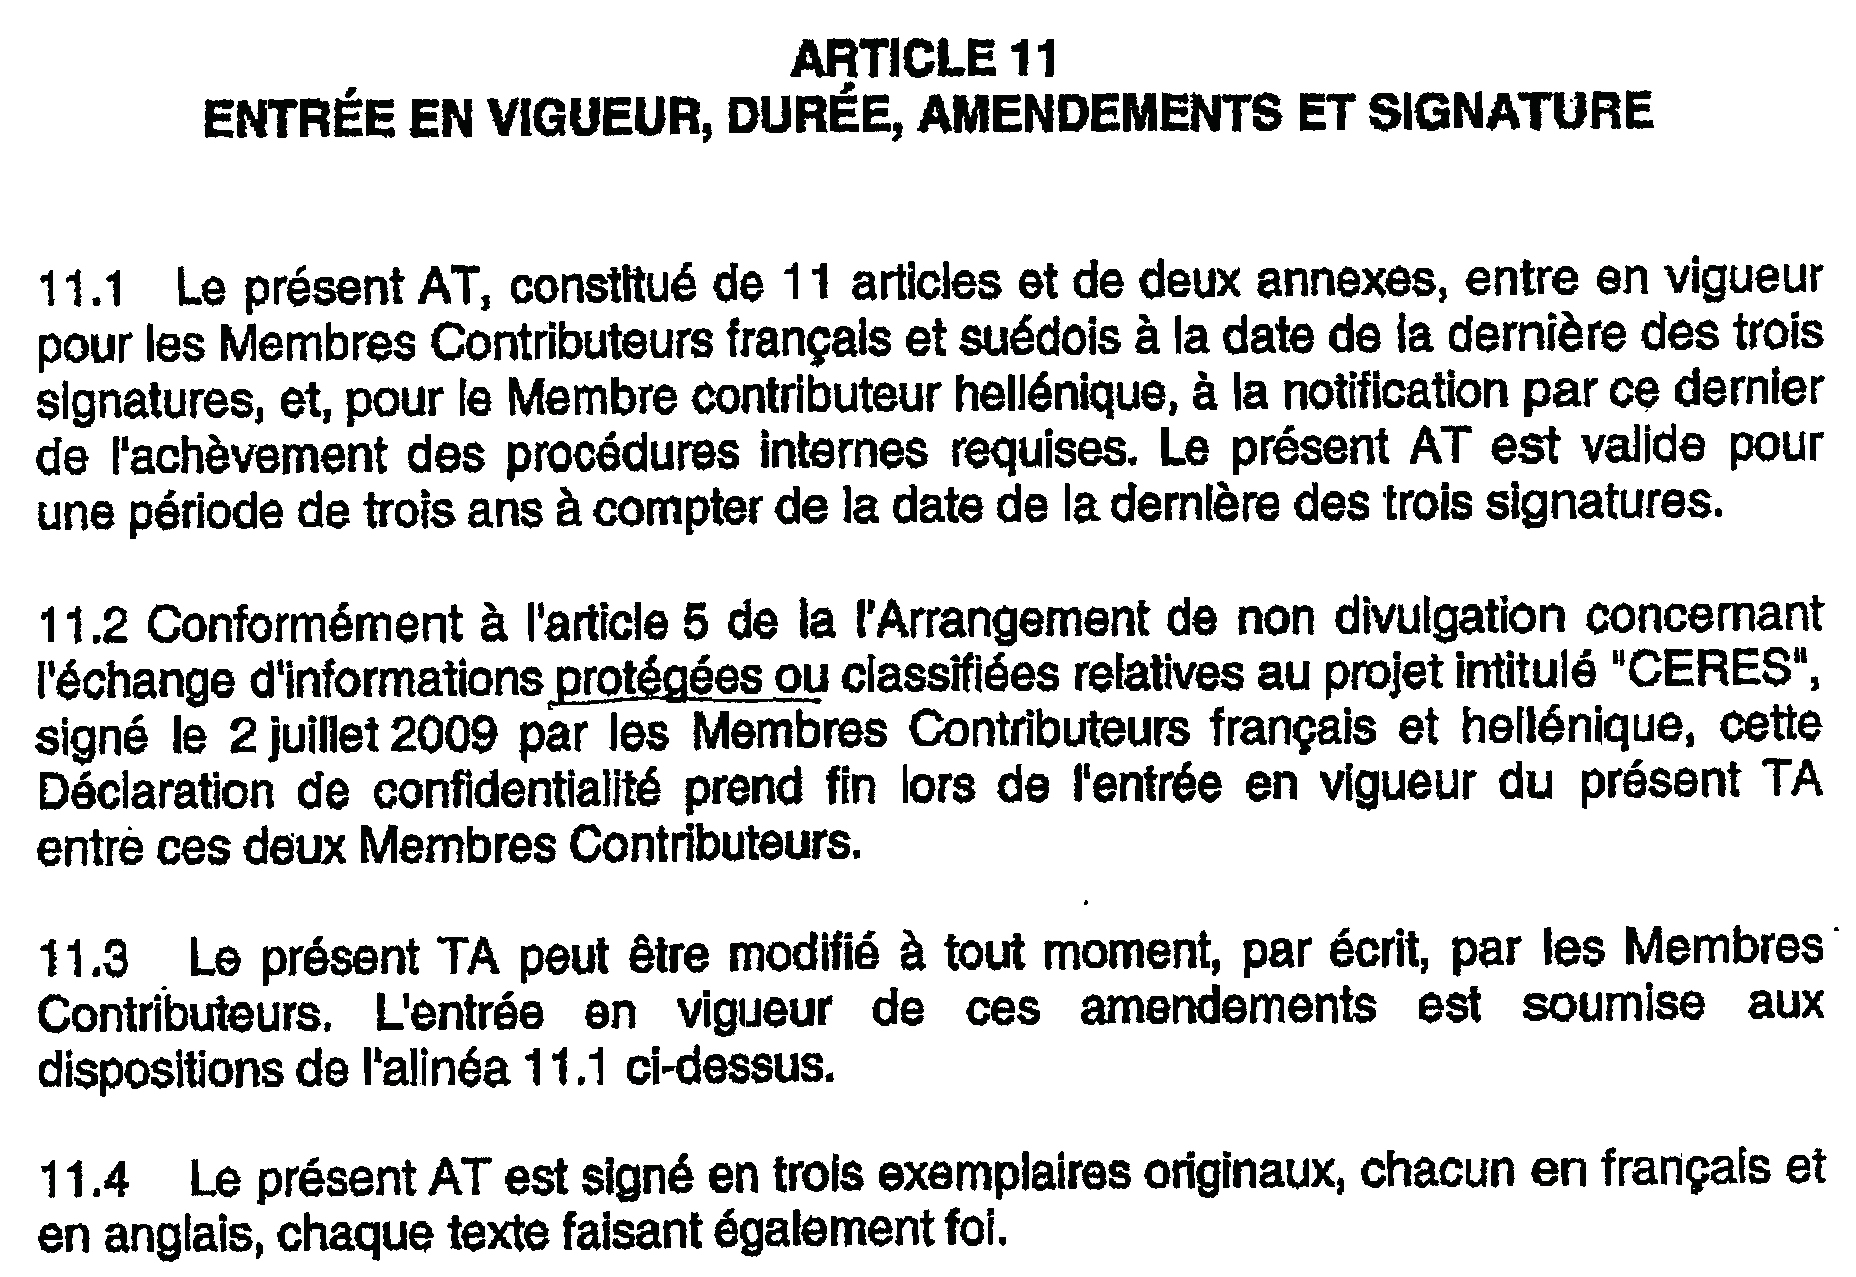 ARTICLE 11
ENTRÉE EN VIGUEUR, DURÉE, AMENDEMENTS ET SIGNATURE
11.1 Le présent AT, constitué de 11 articles et de deux annexes, entre en vigueur
pour les Membres Contributeurs français et suédois à la date de la dernière des trois
signatures, et, pour le Membre contributeur hellénique, à la notification par ce dernier
de l'achèvement des procédures internes requises. Le présent AT est valide pour
une période de trois ans à compter de la date de la dernière des trois signatures.
11.2 Conformément à l'article 5 de la l'Arrangement de non divulgation concernant
l'échange d'informations protégées ou classifiées relatives au projet intitulé "CERES",
signé le 2 juillet 2009 par les Membres Contributeurs français et hellénique, cette
Déclaration de confidentialité prend fin lors de l'entrée en vigueur du présent TA
entre ces deux Membres Contributeurs.
11.3 Le présent TA peut être modifié à tout moment, par écrit, par les Membres
Contributeurs. L'entrée en vigueur de ces amendements est soumise aux
dispositions de l'alinéa 11.1 ci-dessus.
11.4 Le présent AT est signé en trois exemplaires originaux, chacun en français et
en anglais, chaque texte faisant également foi.